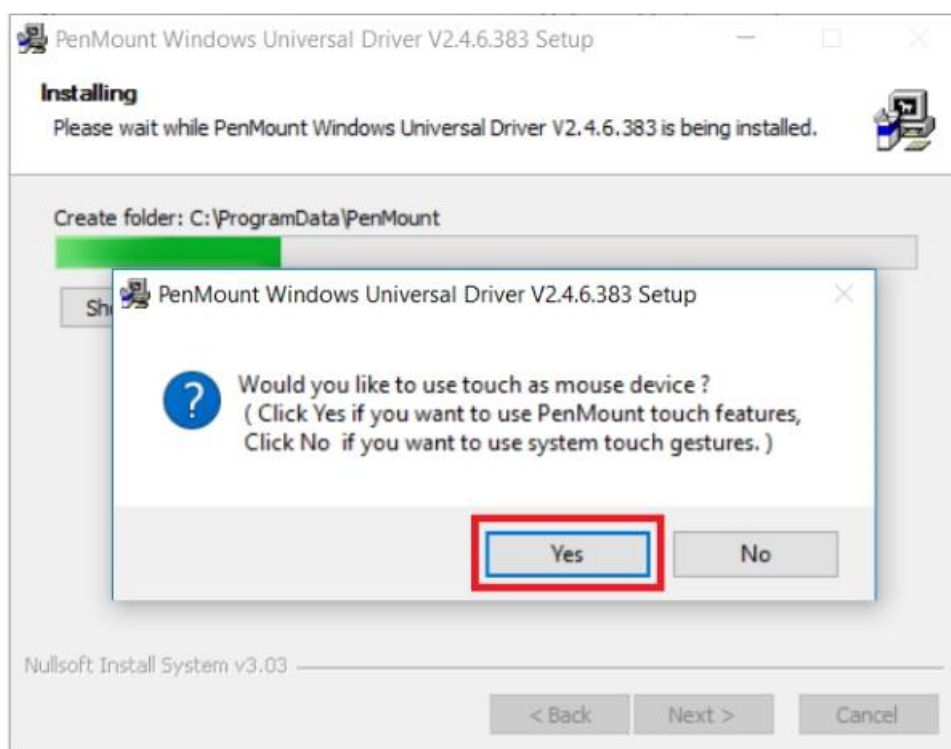 PenMount Windows Universal Driver V2.4.6.383 Setup
Installing
Please wait while PenMount Windows Universal Driver V2.4.6.383 is being installed.
Create folder: C:\ProgramData\PenMount
Sh
PenMount Windows Universal Driver V2.4.6.383 Setup
Would you like to use touch as mouse device ?
( Click Yes if you want to use PenMount touch features,
Click No  if you want to use system touch gestures. )
Yes No
Nullsoft Install System v3.03
< Back Next > Cancel